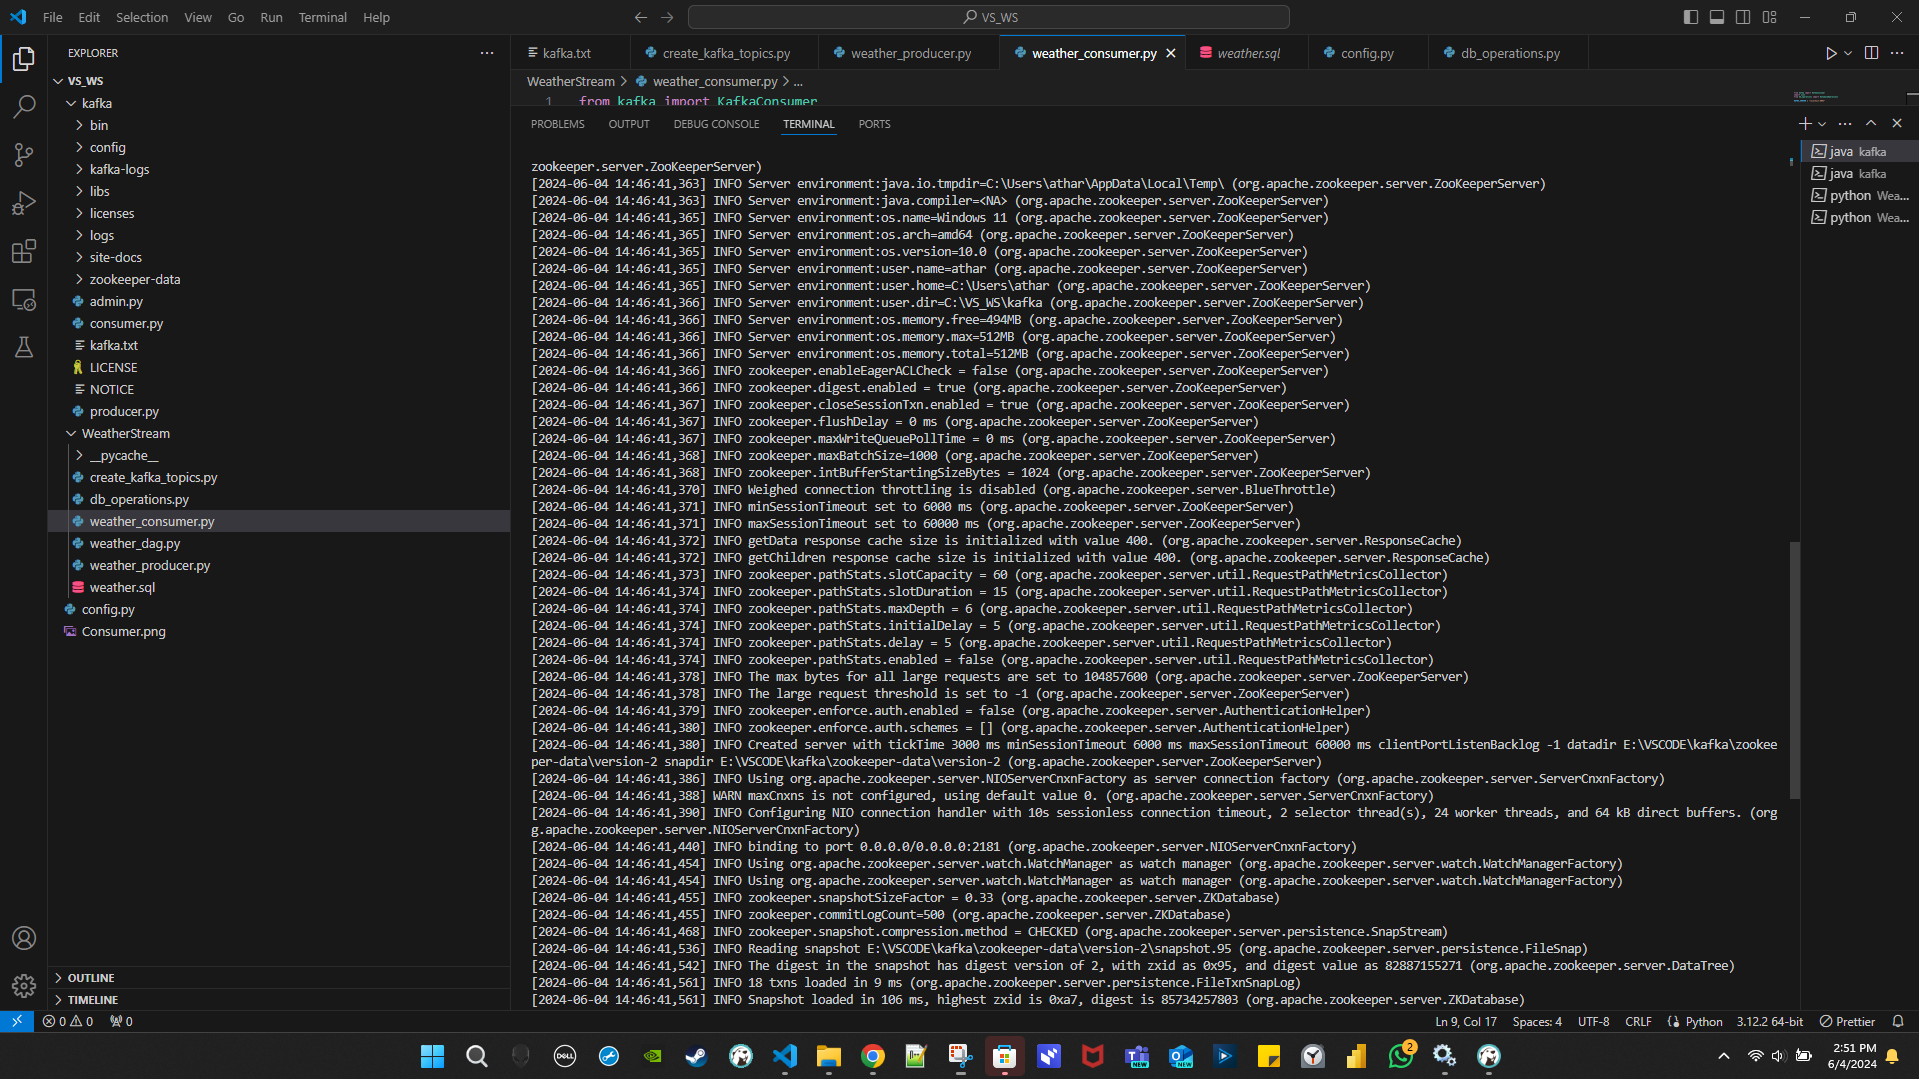 File Edit Selection View Go Run Terminal Help
VS_WS
EXPLORER
VS_WS
kafka
bin
config
kafka-logs
libs
licenses
logs
site-docs
zookeeper-data
admin.py
consumer.py
kafka.txt
LICENSE
NOTICE
producer.py
WeatherStream
__pycache__
create_kafka_topics.py
db_operations.py
weather_consumer.py
weather_dag.py
weather_producer.py
weather.sql
config.py
Consumer.png
OUTLINE
TIMELINE
kafka.txt create_kafka_topics.py weather_producer.py weather_consumer.py weather.sql config.py db_operations.py
WeatherStream > weather_consumer.py > ...
1 from kafka import KafkaConsumer
PROBLEMS OUTPUT DEBUG CONSOLE TERMINAL PORTS
zookeeper.server.ZooKeeperServer)
[2024-06-04 14:46:41,363] INFO Server environment:java.io.tmpdir=C:\Users\athar\AppData\Local\Temp\ (org.apache.zookeeper.server.ZooKeeperServer)
[2024-06-04 14:46:41,363] INFO Server environment:java.compiler=<NA> (org.apache.zookeeper.server.ZooKeeperServer)
[2024-06-04 14:46:41,365] INFO Server environment:os.name=Windows 11 (org.apache.zookeeper.server.ZooKeeperServer)
[2024-06-04 14:46:41,365] INFO Server environment:os.arch=amd64 (org.apache.zookeeper.server.ZooKeeperServer)
[2024-06-04 14:46:41,365] INFO Server environment:os.version=10.0 (org.apache.zookeeper.server.ZooKeeperServer)
[2024-06-04 14:46:41,365] INFO Server environment:user.name=athar (org.apache.zookeeper.server.ZooKeeperServer)
[2024-06-04 14:46:41,365] INFO Server environment:user.home=C:\Users\athar (org.apache.zookeeper.server.ZooKeeperServer)
[2024-06-04 14:46:41,366] INFO Server environment:user.dir=C:\VS_WS\kafka (org.apache.zookeeper.server.ZooKeeperServer)
[2024-06-04 14:46:41,366] INFO Server environment:os.memory.free=494MB (org.apache.zookeeper.server.ZooKeeperServer)
[2024-06-04 14:46:41,366] INFO Server environment:os.memory.max=512MB (org.apache.zookeeper.server.ZooKeeperServer)
[2024-06-04 14:46:41,366] INFO Server environment:os.memory.total=512MB (org.apache.zookeeper.server.ZooKeeperServer)
[2024-06-04 14:46:41,366] INFO zookeeper.enableEagerACLCheck = false (org.apache.zookeeper.server.ZooKeeperServer)
[2024-06-04 14:46:41,366] INFO zookeeper.digest.enabled = true (org.apache.zookeeper.server.ZooKeeperServer)
[2024-06-04 14:46:41,367] INFO zookeeper.closeSessionTxn.enabled = true (org.apache.zookeeper.server.ZooKeeperServer)
[2024-06-04 14:46:41,367] INFO zookeeper.flushDelay = 0 ms (org.apache.zookeeper.server.ZooKeeperServer)
[2024-06-04 14:46:41,367] INFO zookeeper.maxWriteQueuePollTime = 0 ms (org.apache.zookeeper.server.ZooKeeperServer)
[2024-06-04 14:46:41,368] INFO zookeeper.maxBatchSize=1000 (org.apache.zookeeper.server.ZooKeeperServer)
[2024-06-04 14:46:41,368] INFO zookeeper.intBufferStartingSizeBytes = 1024 (org.apache.zookeeper.server.ZooKeeperServer)
[2024-06-04 14:46:41,370] INFO Weighed connection throttling is disabled (org.apache.zookeeper.server.BlueThrottle)
[2024-06-04 14:46:41,371] INFO minSessionTimeout set to 6000 ms (org.apache.zookeeper.server.ZooKeeperServer)
[2024-06-04 14:46:41,371] INFO maxSessionTimeout set to 60000 ms (org.apache.zookeeper.server.ZooKeeperServer)
[2024-06-04 14:46:41,372] INFO getData response cache size is initialized with value 400. (org.apache.zookeeper.server.ResponseCache)
[2024-06-04 14:46:41,372] INFO getChildren response cache size is initialized with value 400. (org.apache.zookeeper.server.ResponseCache)
[2024-06-04 14:46:41,373] INFO zookeeper.pathStats.slotCapacity = 60 (org.apache.zookeeper.server.util.RequestPathMetricsCollector)
[2024-06-04 14:46:41,374] INFO zookeeper.pathStats.slotDuration = 15 (org.apache.zookeeper.server.util.RequestPathMetricsCollector)
[2024-06-04 14:46:41,374] INFO zookeeper.pathStats.maxDepth = 6 (org.apache.zookeeper.server.util.RequestPathMetricsCollector)
[2024-06-04 14:46:41,374] INFO zookeeper.pathStats.initialDelay = 5 (org.apache.zookeeper.server.util.RequestPathMetricsCollector)
[2024-06-04 14:46:41,374] INFO zookeeper.pathStats.delay = 5 (org.apache.zookeeper.server.util.RequestPathMetricsCollector)
[2024-06-04 14:46:41,374] INFO zookeeper.pathStats.enabled = false (org.apache.zookeeper.server.util.RequestPathMetricsCollector)
[2024-06-04 14:46:41,378] INFO The max bytes for all large requests are set to 104857600 (org.apache.zookeeper.server.ZooKeeperServer)
[2024-06-04 14:46:41,378] INFO The large request threshold is set to -1 (org.apache.zookeeper.server.ZooKeeperServer)
[2024-06-04 14:46:41,379] INFO zookeeper.enforce.auth.enabled = false (org.apache.zookeeper.server.AuthenticationHelper)
[2024-06-04 14:46:41,380] INFO zookeeper.enforce.auth.schemes = [] (org.apache.zookeeper.server.AuthenticationHelper)
[2024-06-04 14:46:41,380] INFO Created server with tickTime 3000 ms minSessionTimeout 6000 ms maxSessionTimeout 60000 ms clientPortListenBacklog -1 datadir E:\VSCODE\kafka\zookee
per-data\version-2 snapdir E:\VSCODE\kafka\zookeeper-data\version-2 (org.apache.zookeeper.server.ZooKeeperServer)
[2024-06-04 14:46:41,386] INFO Using org.apache.zookeeper.server.NIOServerCnxnFactory as server connection factory (org.apache.zookeeper.server.ServerCnxnFactory)
[2024-06-04 14:46:41,388] WARN maxCnxns is not configured, using default value 0. (org.apache.zookeeper.server.ServerCnxnFactory)
[2024-06-04 14:46:41,390] INFO Configuring NIO connection handler with 10s sessionless connection timeout, 2 selector thread(s), 24 worker threads, and 64 kB direct buffers. (org
g.apache.zookeeper.server.NIOServerCnxnFactory)
[2024-06-04 14:46:41,440] INFO binding to port 0.0.0.0/0.0.0.0:2181 (org.apache.zookeeper.server.NIOServerCnxnFactory)
[2024-06-04 14:46:41,454] INFO Using org.apache.zookeeper.server.watch.WatchManager as watch manager (org.apache.zookeeper.server.watch.WatchManagerFactory)
[2024-06-04 14:46:41,454] INFO Using org.apache.zookeeper.server.watch.WatchManager as watch manager (org.apache.zookeeper.server.watch.WatchManagerFactory)
[2024-06-04 14:46:41,455] INFO zookeeper.snapshotSizeFactor = 0.33 (org.apache.zookeeper.server.ZKDatabase)
[2024-06-04 14:46:41,455] INFO zookeeper.commitLogCount=500 (org.apache.zookeeper.server.ZKDatabase)
[2024-06-04 14:46:41,468] INFO zookeeper.snapshot.compression.method = CHECKED (org.apache.zookeeper.server.persistence.SnapStream)
[2024-06-04 14:46:41,536] INFO Reading snapshot E:\VSCODE\kafka\zookeeper-data\version-2\snapshot.95 (org.apache.zookeeper.server.persistence.FileSnap)
[2024-06-04 14:46:41,542] INFO The digest in the snapshot has digest version of 2, with zxid as 0x95, and digest value as 82887155271 (org.apache.zookeeper.server.DataTree)
[2024-06-04 14:46:41,561] INFO 18 txns loaded in 9 ms (org.apache.zookeeper.server.persistence.FileTxnSnapLog)
[2024-06-04 14:46:41,561] INFO Snapshot loaded in 106 ms, highest zxid is 0xa7, digest is 85734257803 (org.apache.zookeeper.server.ZKDatabase)
java kafka
java kafka
python Wea...
python Wea...
0 0 0
Ln 9, Col 17 Spaces: 4 UTF-8 CRLF Python 3.12.2 64-bit Prettier
DELL
NEW
NEW
2
2:51 PM
6/4/2024